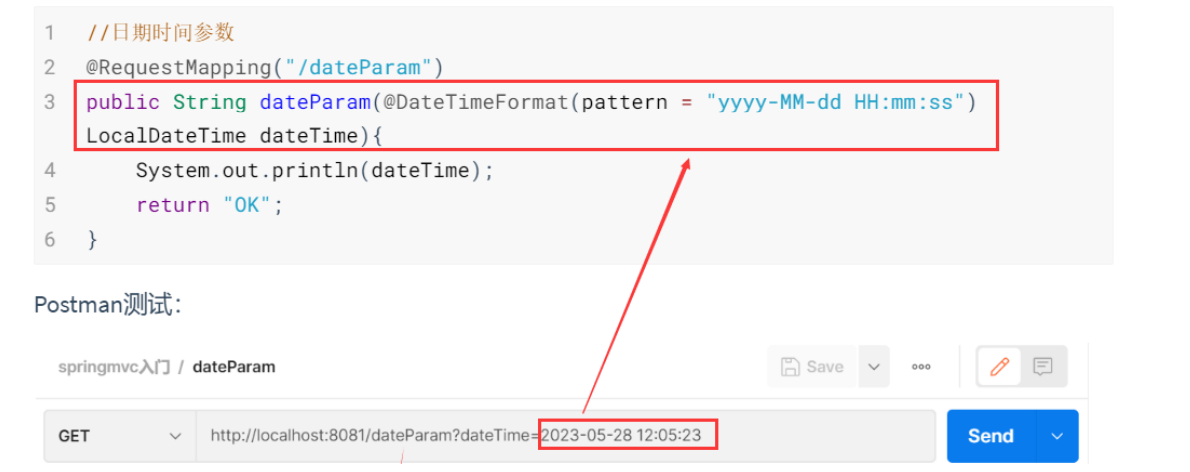 1 //日期时间参数
2 @RequestMapping("/dateParam")
3 public String dateParam(@DateTimeFormat(pattern = "yyyy-MM-dd HH:mm:ss")
LocalDateTime dateTime){
4 System.out.println(dateTime);
5 return "OK";
6 }
Postman测试：
springmvc入门 / dateParam
Save
GET
http://localhost:8081/dateParam?dateTime=2023-05-28 12:05:23
Send